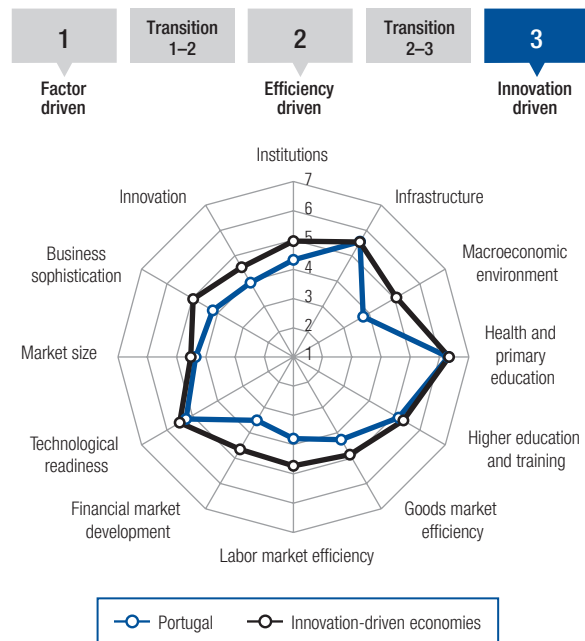 1
Transition
1–2
2
Transition
2–3
3
Factor
driven
Efficiency
driven
Innovation
driven
Institutions
7
Innovation
6
Infrastructure
5
Business
sophistication
4
Macroeconomic
environment
3
2
Market size
1
Health and
primary
education
Technological
readiness
Higher education
and training
Financial market
development
Goods market
efficiency
Labor market efficiency
Portugal
Innovation-driven economies